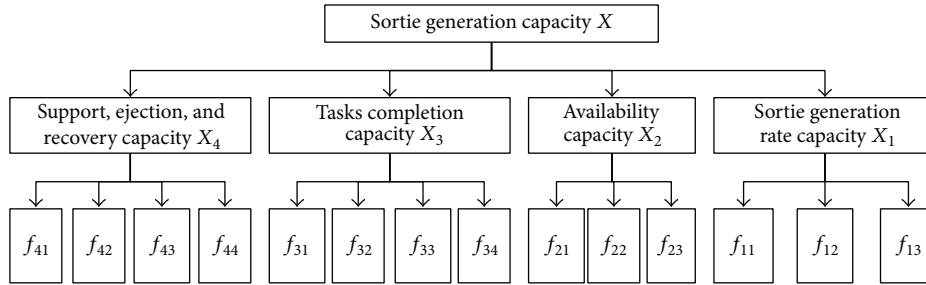 Sortie generation capacity X
Support, ejection, and
recovery capacity X₄
Tasks completion
capacity X₃
Availability
capacity X₂
Sortie generation
rate capacity X₁
f₄₁ f₄₂ f₄₃ f₄₄ f₃₁ f₃₂ f₃₃ f₃₄ f₂₁ f₂₂ f₂₃ f₁₁ f₁₂ f₁₃